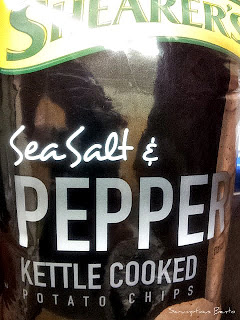 SHEARER'S
Sea Salt &
PEPPER
KETTLE COOKED
POTATO CHIPS